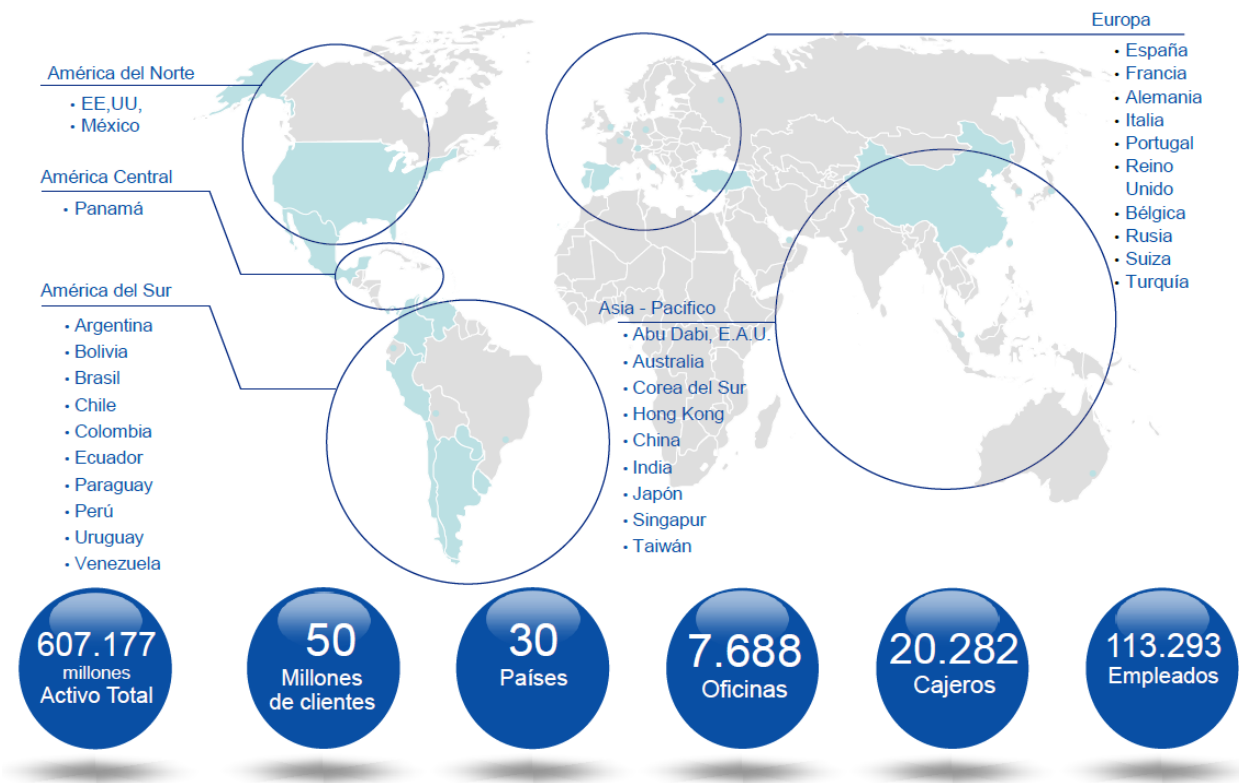 América del Norte
• EE,UU,
• México
América Central
• Panamá
América del Sur
• Argentina
• Bolivia
• Brasil
• Chile
• Colombia
• Ecuador
• Paraguay
• Perú
• Uruguay
• Venezuela
Europa
• España
• Francia
• Alemania
• Italia
• Portugal
• Reino
Unido
• Bélgica
• Rusia
• Suiza
• Turquía
Asia - Pacifico
• Abu Dabi, E.A.U.
• Australia
• Corea del Sur
• Hong Kong
• China
• India
• Japón
• Singapur
• Taiwán
607.177
millones
Activo Total
50
Millones
de clientes
30
Países
7.688
Oficinas
20.282
Cajeros
113.293
Empleados